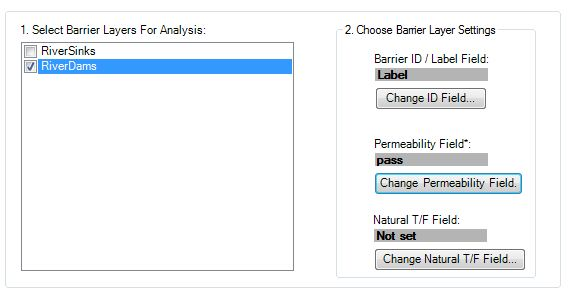 1. Select Barrier Layers For Analysis:
RiverSinks
RiverDams
2. Choose Barrier Layer Settings
Barrier ID / Label Field:
Label
Change ID Field...
Permeability Field*:
pass
Change Permeability Field.
Natural T/F Field:
Not set
Change Natural T/F Field...